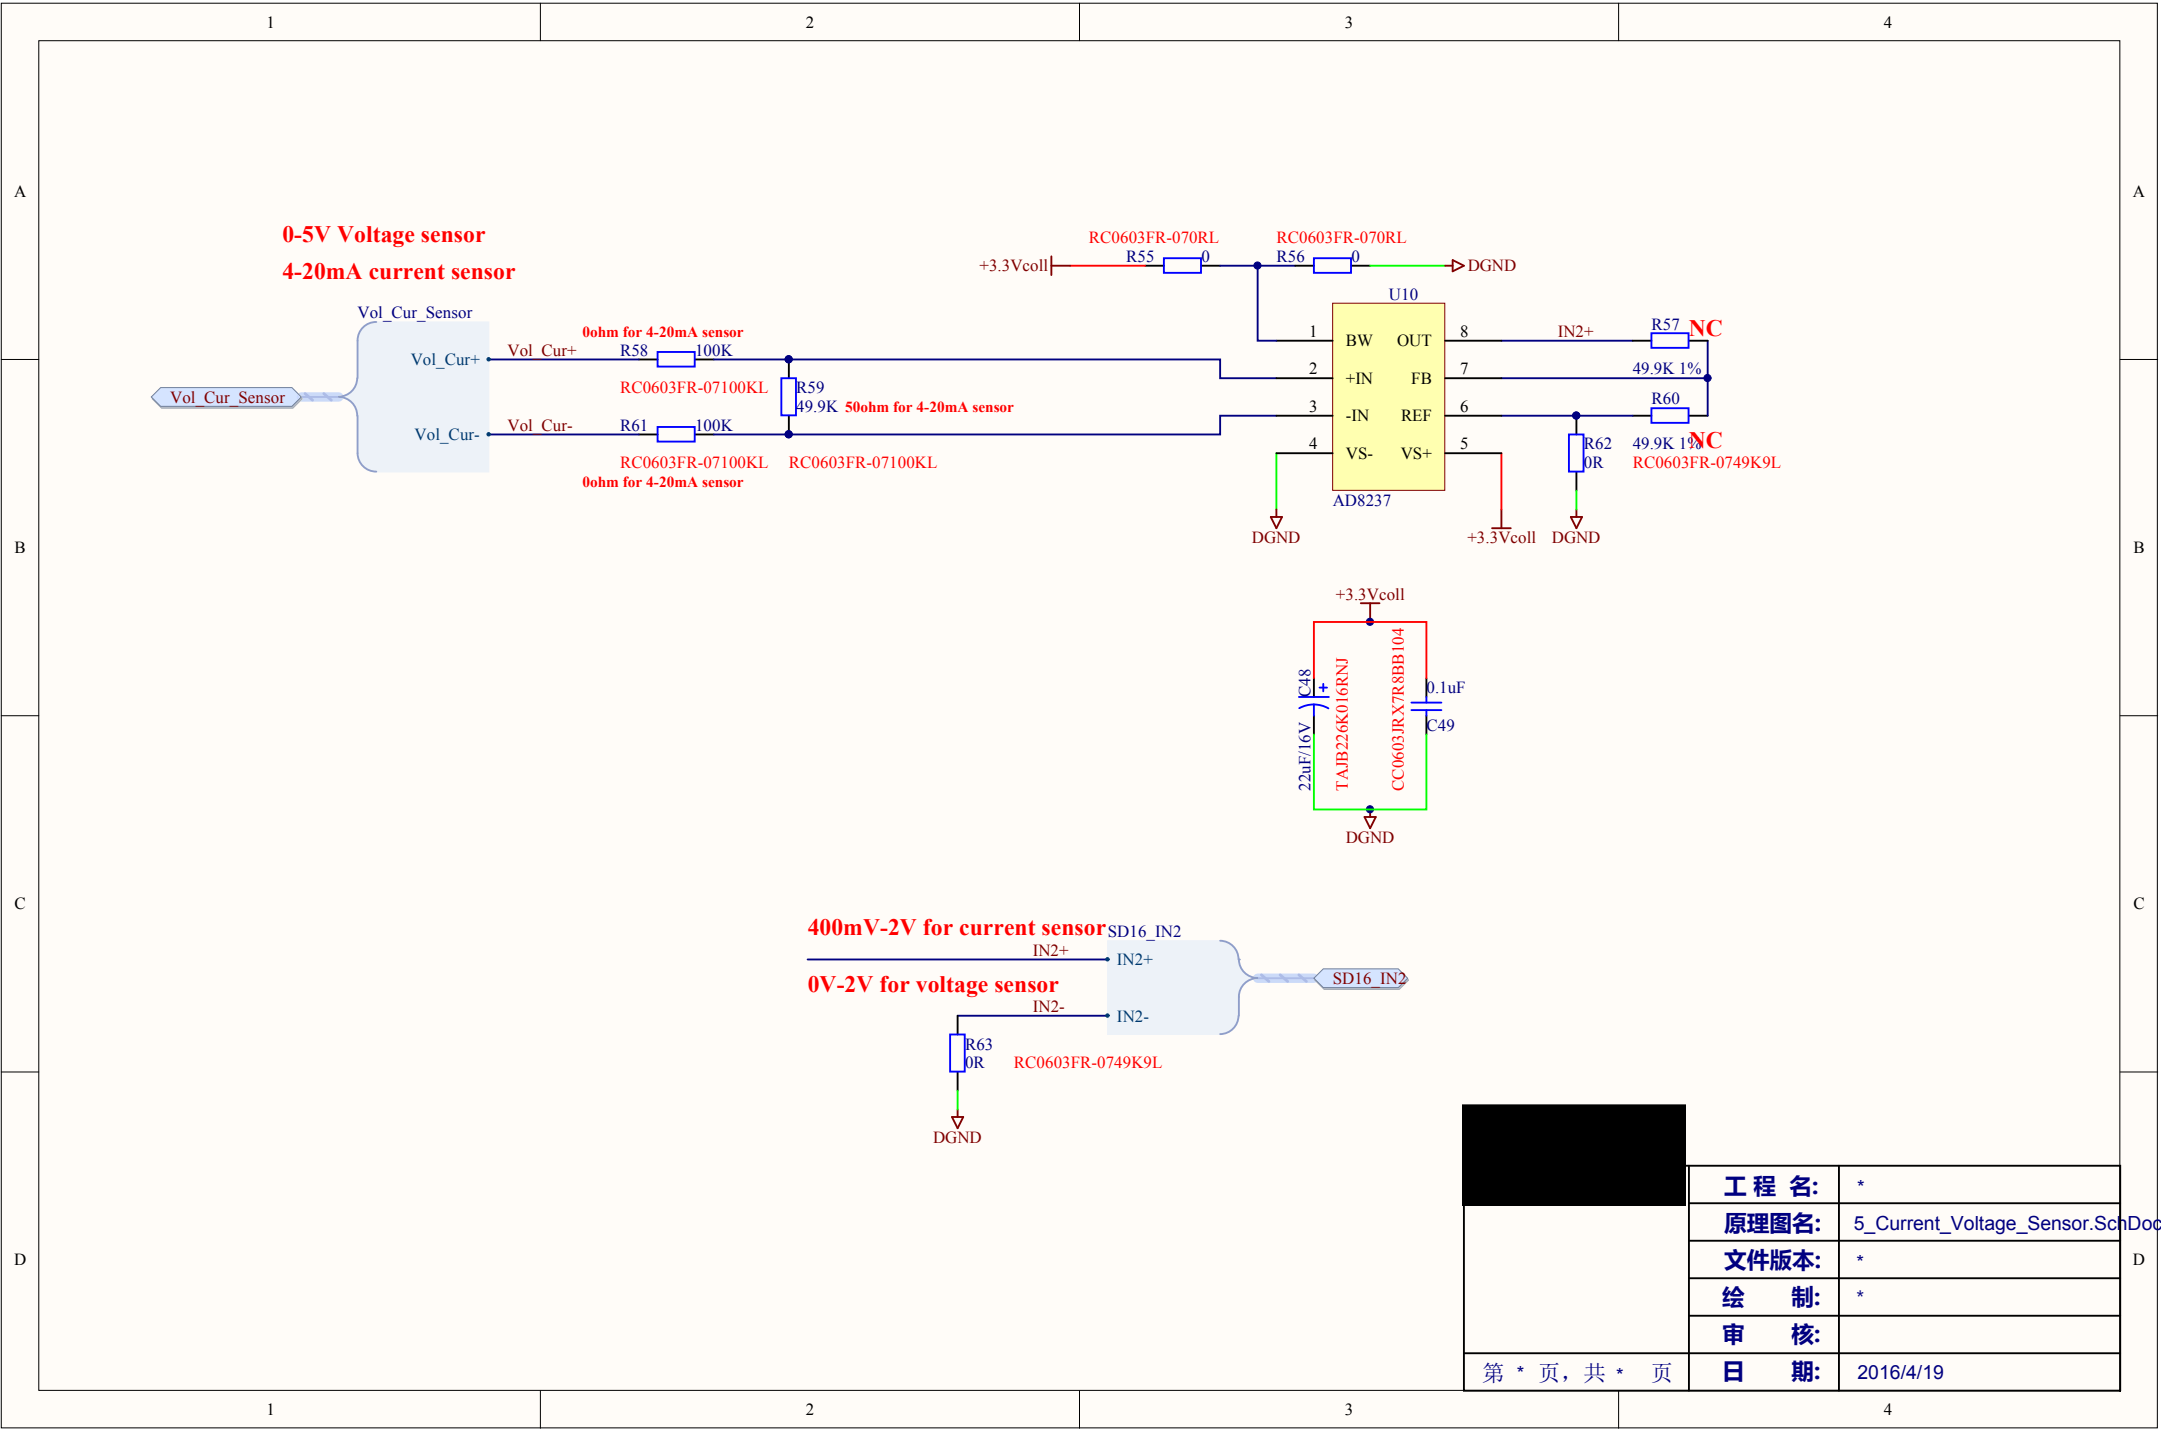 1 2 3 4
A A
0-5V Voltage sensor
4-20mA current sensor
RC0603FR-070RL RC0603FR-070RL
+3.3Vcoll R55 0 R56 0 DGND
U10
Vol_Cur_Sensor
0ohm for 4-20mA sensor
1 BW OUT 8 IN2+ R57 NC
Vol_Cur+ Vol_Cur+ R58 100K
2 +IN FB 7 49.9K 1%
RC0603FR-07100KL R59
Vol_Cur_Sensor
49.9K 50ohm for 4-20mA sensor
R60
3 -IN REF 6
Vol_Cur- Vol_Cur- R61 100K
R62 49.9K 1% NC
4 VS- VS+ 5
RC0603FR-07100KL RC0603FR-07100KL
0R RC0603FR-0749K9L
0ohm for 4-20mA sensor
AD8237
DGND +3.3Vcoll DGND
B B
+3.3Vcoll
C48
22uF/16V
TAJB226K016RNJ
CC0603JRX7R8BB104
0.1uF
C49
DGND
C C
400mV-2V for current sensor
SD16_IN2
IN2+ IN2+
0V-2V for voltage sensor
SD16_IN2
IN2- IN2-
R63
0R RC0603FR-0749K9L
DGND
工 程 名: *
原理图名: 5_Current_Voltage_Sensor.SchDoc
文件版本: *
D D
绘 制: *
审 核:
第 * 页，共 * 页 日 期: 2016/4/19
1 2 3 4